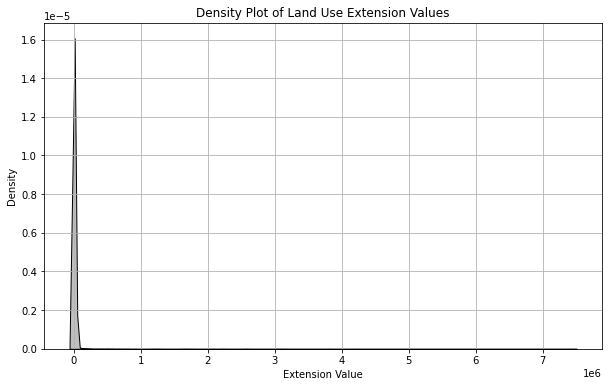 Density Plot of Land Use Extension Values
1e−5
1.6
1.4
1.2
1.0
0.8
0.6
0.4
0.2
0.0
Density
0 1 2 3 4 5 6 7
1e6
Extension Value